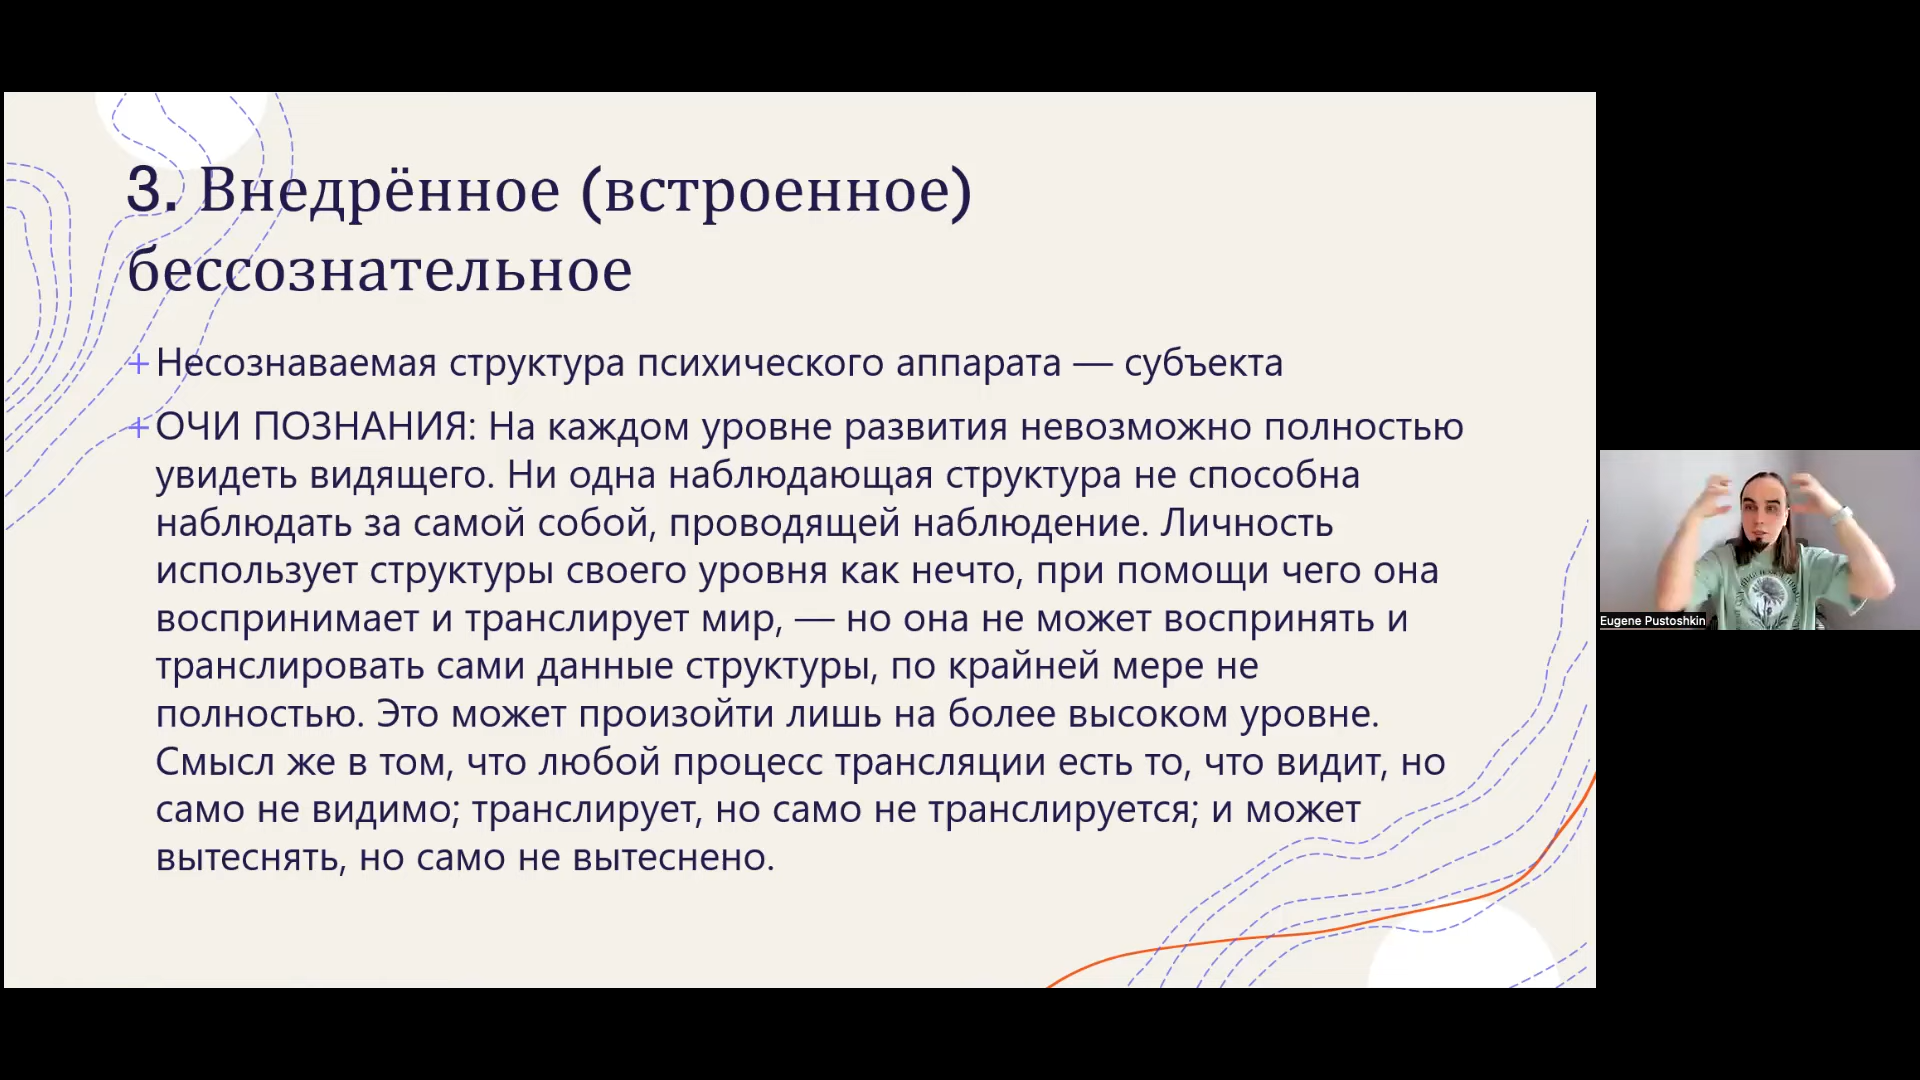 3. Внедрённое (встроенное)
бессознательное
+ Несознаваемая структура психического аппарата — субъекта
+ ОЧИ ПОЗНАНИЯ: На каждом уровне развития невозможно полностью
увидеть видящего. Ни одна наблюдающая структура не способна
наблюдать за самой собой, проводящей наблюдение. Личность
использует структуры своего уровня как нечто, при помощи чего она
воспринимает и транслирует мир, — но она не может воспринять и
транслировать сами данные структуры, по крайней мере не
полностью. Это может произойти лишь на более высоком уровне.
Смысл же в том, что любой процесс трансляции есть то, что видит, но
само не видимо; транслирует, но само не транслируется; и может
вытеснять, но само не вытеснено.
Eugene Pustoshkin